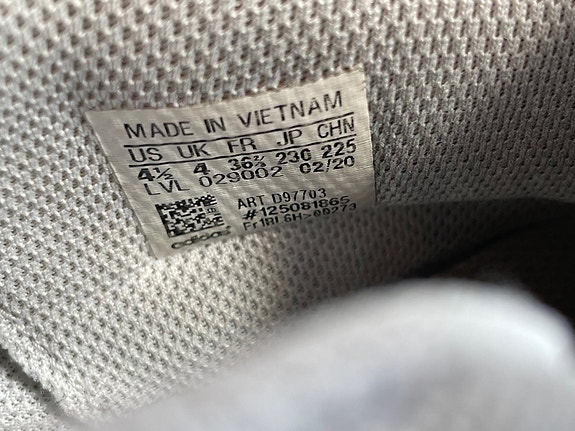 MADE IN VIETNAM
US UK FR JP CHN
4½ 4 36⅔ 230 225
LVL 029002 02/20
ART D97703
#125081865
adidas